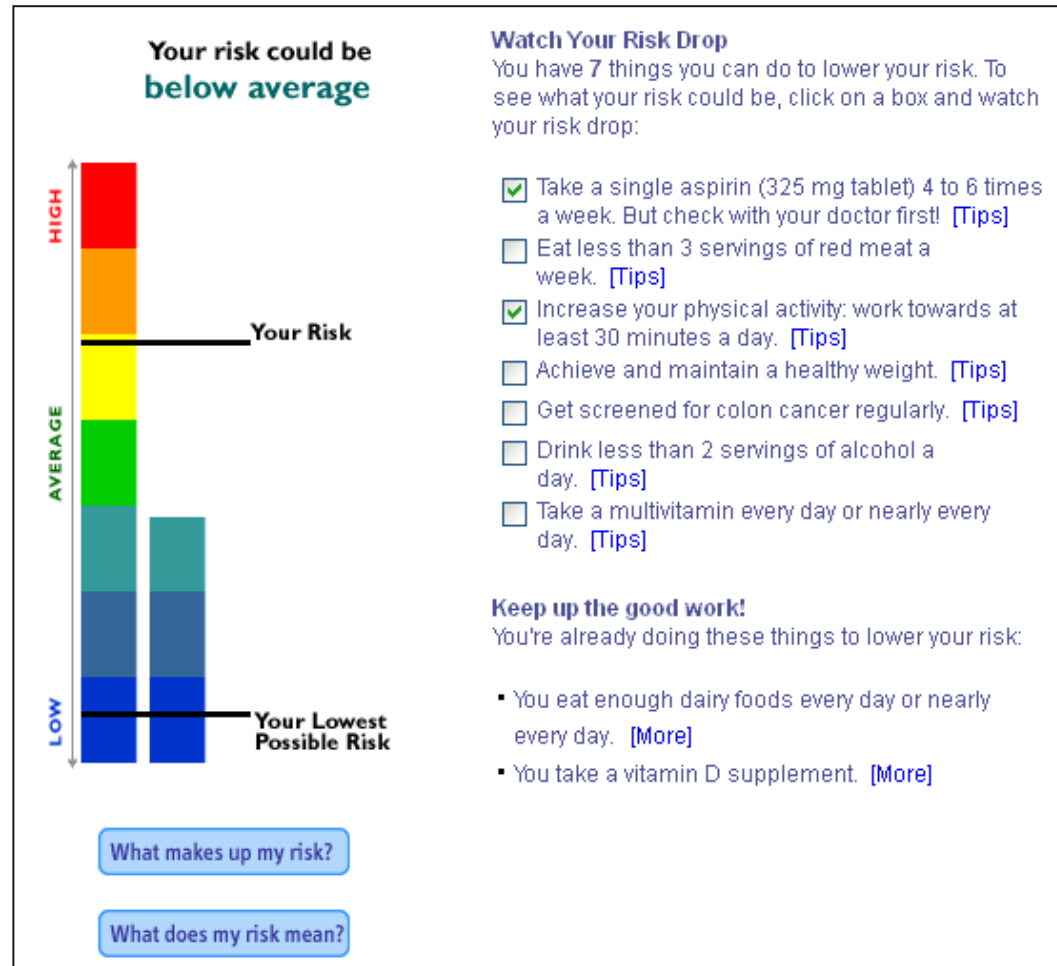 Your risk could be
below average
HIGH
AVERAGE
LOW
Your Risk
Your Lowest
Possible Risk
What makes up my risk?
What does my risk mean?
Watch Your Risk Drop
You have 7 things you can do to lower your risk. To
see what your risk could be, click on a box and watch
your risk drop:
Take a single aspirin (325 mg tablet) 4 to 6 times
a week. But check with your doctor first! [Tips]
Eat less than 3 servings of red meat a
week. [Tips]
Increase your physical activity: work towards at
least 30 minutes a day. [Tips]
Achieve and maintain a healthy weight. [Tips]
Get screened for colon cancer regularly. [Tips]
Drink less than 2 servings of alcohol a
day. [Tips]
Take a multivitamin every day or nearly every
day. [Tips]
Keep up the good work!
You're already doing these things to lower your risk:
▪ You eat enough dairy foods every day or nearly
every day. [More]
▪ You take a vitamin D supplement. [More]